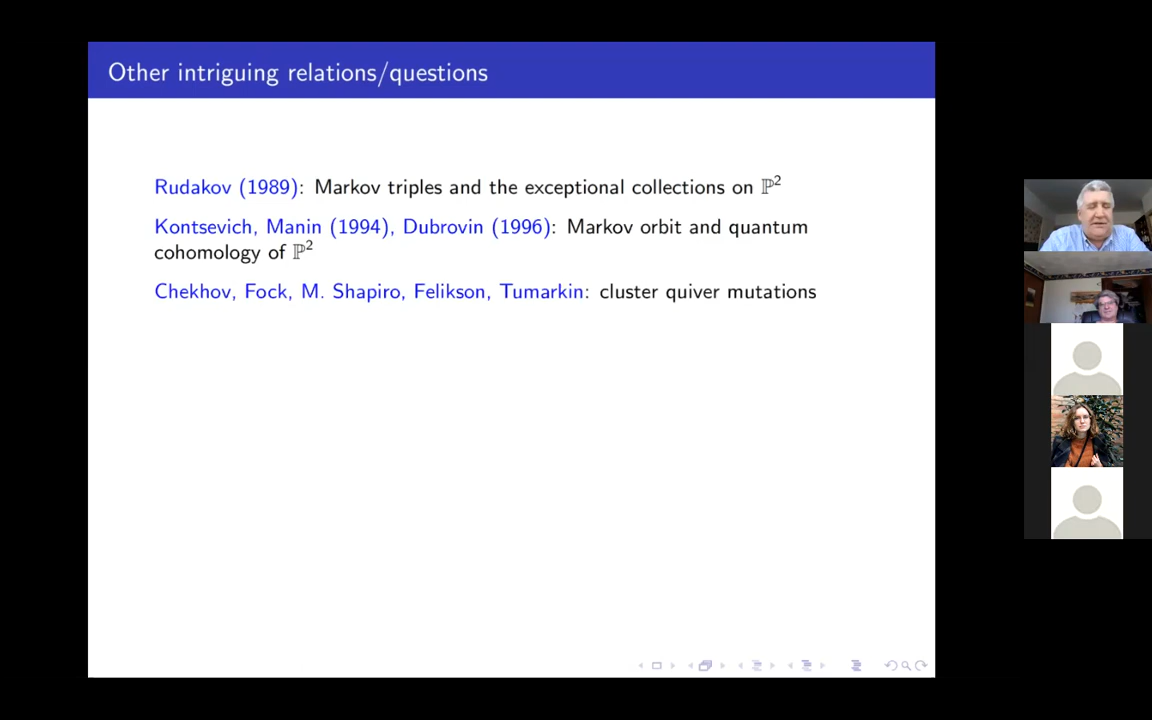 Other intriguing relations/questions
Rudakov (1989): Markov triples and the exceptional collections on ℙ²
Kontsevich, Manin (1994), Dubrovin (1996): Markov orbit and quantum
cohomology of ℙ²
Chekhov, Fock, M. Shapiro, Felikson, Tumarkin: cluster quiver mutations